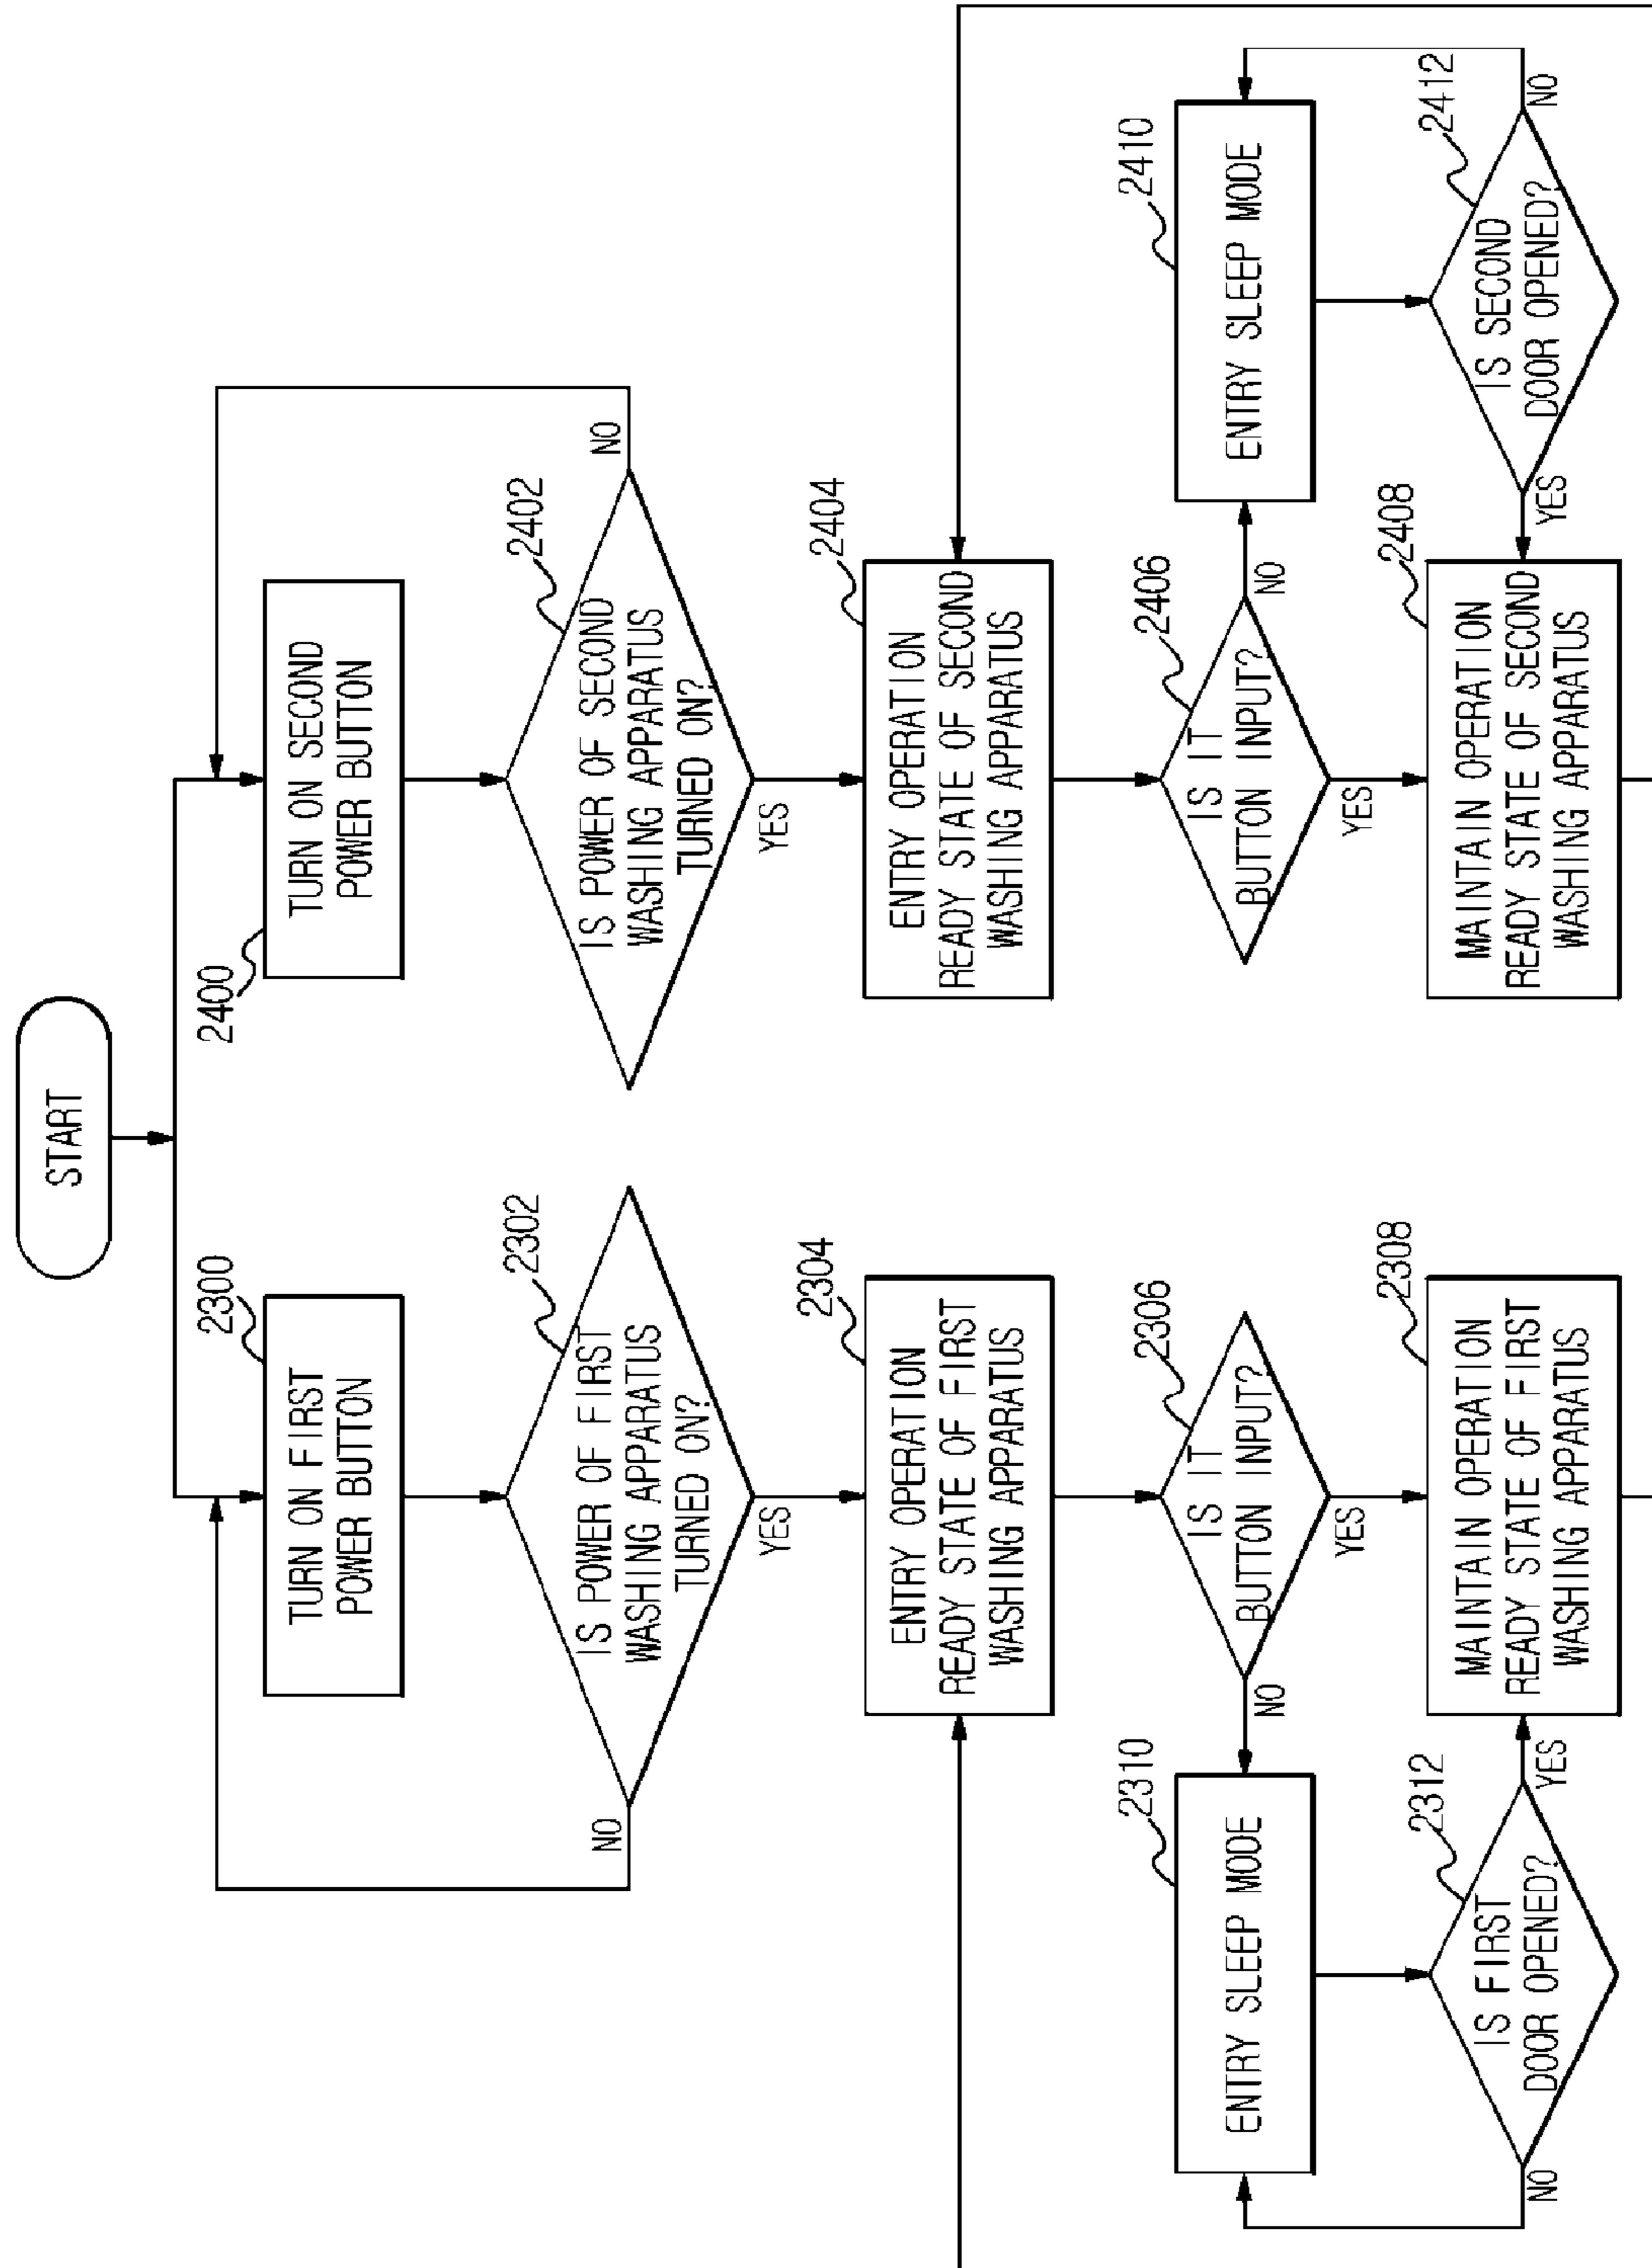 START
2300
TURN ON FIRST
POWER BUTTON
2302
IS POWER OF FIRST
WASHING APPARATUS
TURNED ON?
NO
YES
2304
ENTRY OPERATION
READY STATE OF FIRST
WASHING APPARATUS
2306
IS IT
BUTTON INPUT?
NO
YES
2310
ENTRY SLEEP MODE
2312
IS FIRST
DOOR OPENED?
NO
YES
2308
MAINTAIN OPERATION
READY STATE OF FIRST
WASHING APPARATUS
2400
TURN ON SECOND
POWER BUTTON
2402
IS POWER OF SECOND
WASHING APPARATUS
TURNED ON?
NO
YES
2404
ENTRY OPERATION
READY STATE OF SECOND
WASHING APPARATUS
2406
IS IT
BUTTON INPUT?
NO
YES
2410
ENTRY SLEEP MODE
2412
IS SECOND
DOOR OPENED?
NO
YES
2408
MAINTAIN OPERATION
READY STATE OF SECOND
WASHING APPARATUS